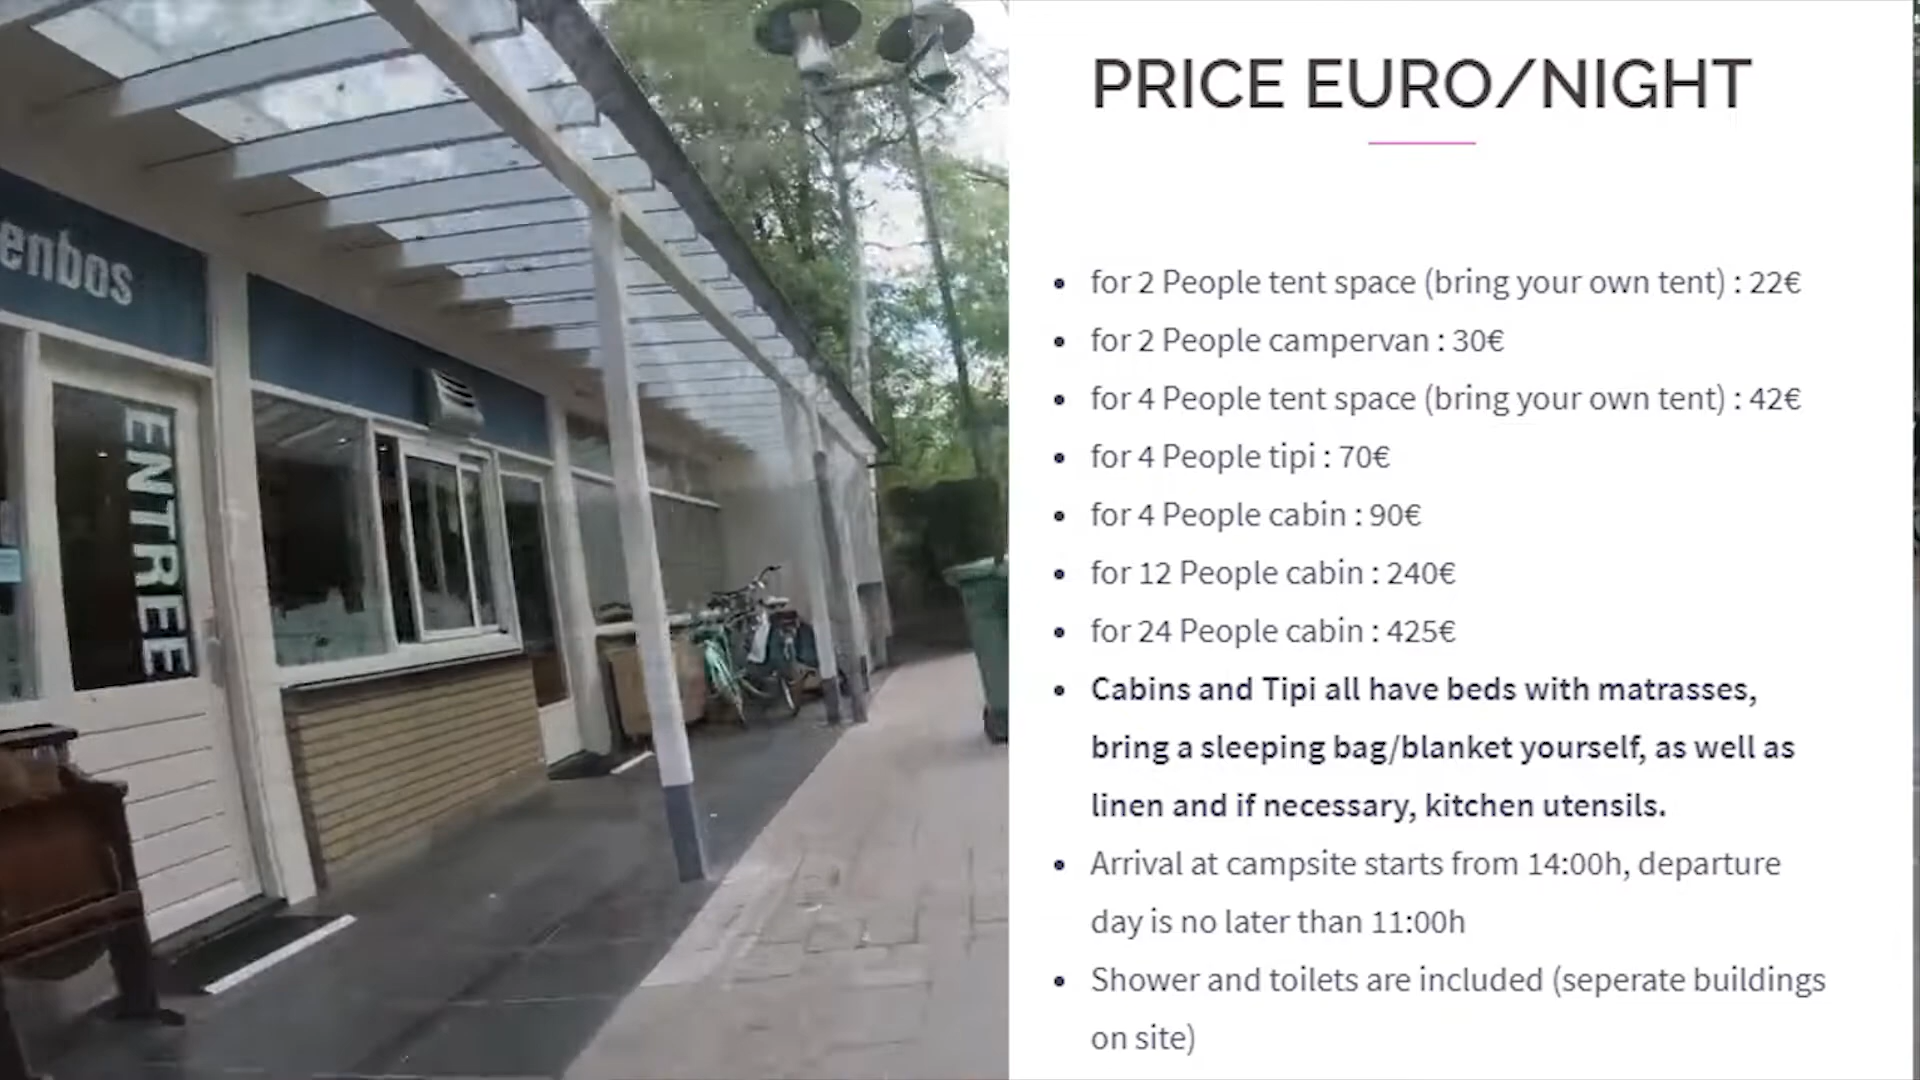 enbos
ENTREE
PRICE EURO/NIGHT
for 2 People tent space (bring your own tent) : 22€
for 2 People campervan : 30€
for 4 People tent space (bring your own tent) : 42€
for 4 People tipi : 70€
for 4 People cabin : 90€
for 12 People cabin : 240€
for 24 People cabin : 425€
Cabins and Tipi all have beds with matrasses,
bring a sleeping bag/blanket yourself, as well as
linen and if necessary, kitchen utensils.
Arrival at campsite starts from 14:00h, departure
day is no later than 11:00h
Shower and toilets are included (seperate buildings
on site)